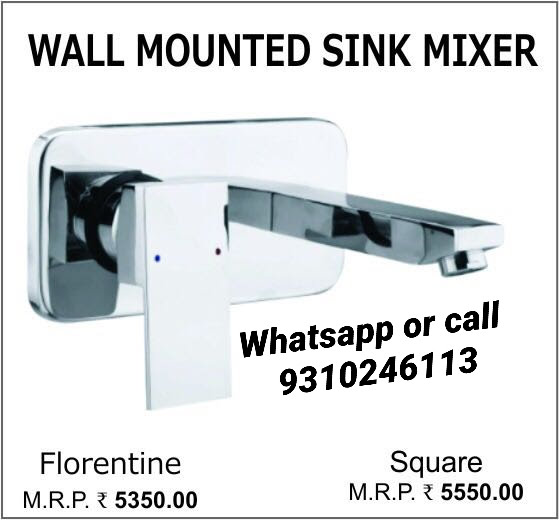 WALL MOUNTED SINK MIXER
Whatsapp or call
9310246113
Florentine
M.R.P. ₹ 5350.00
Square
M.R.P. ₹ 5550.00